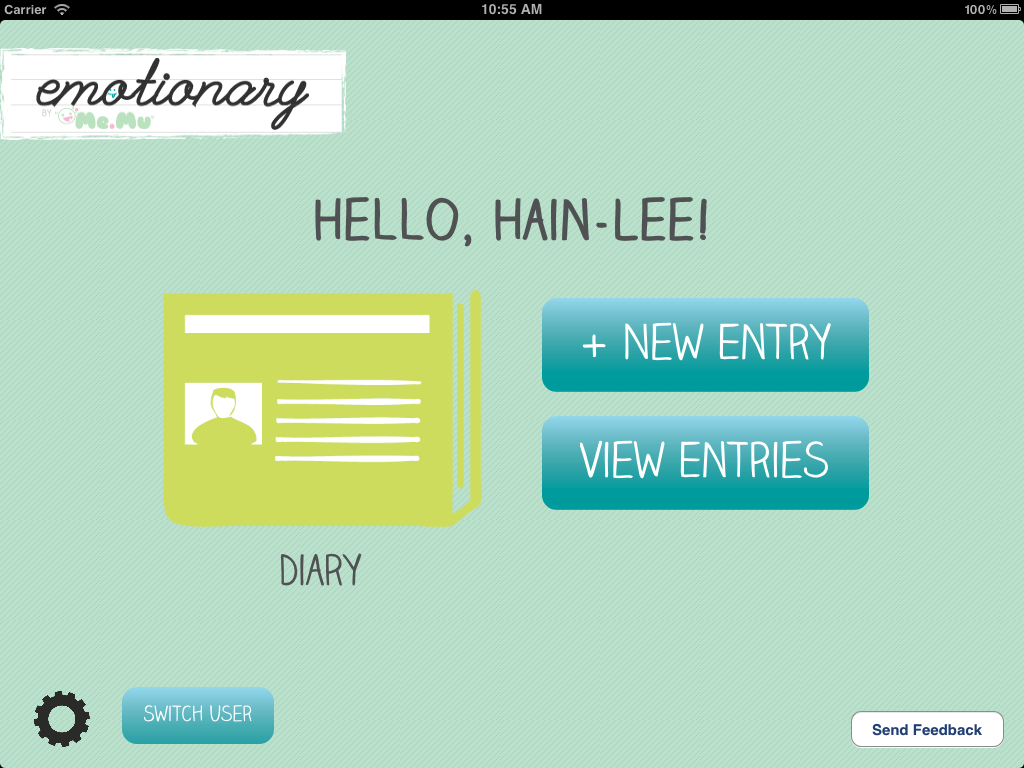 Carrier 10:55 AM 100%
emotionary
BY Me.Mu
HELLO, HAIN-LEE!
+ NEW ENTRY
VIEW ENTRIES
DIARY
SWITCH USER
Send Feedback